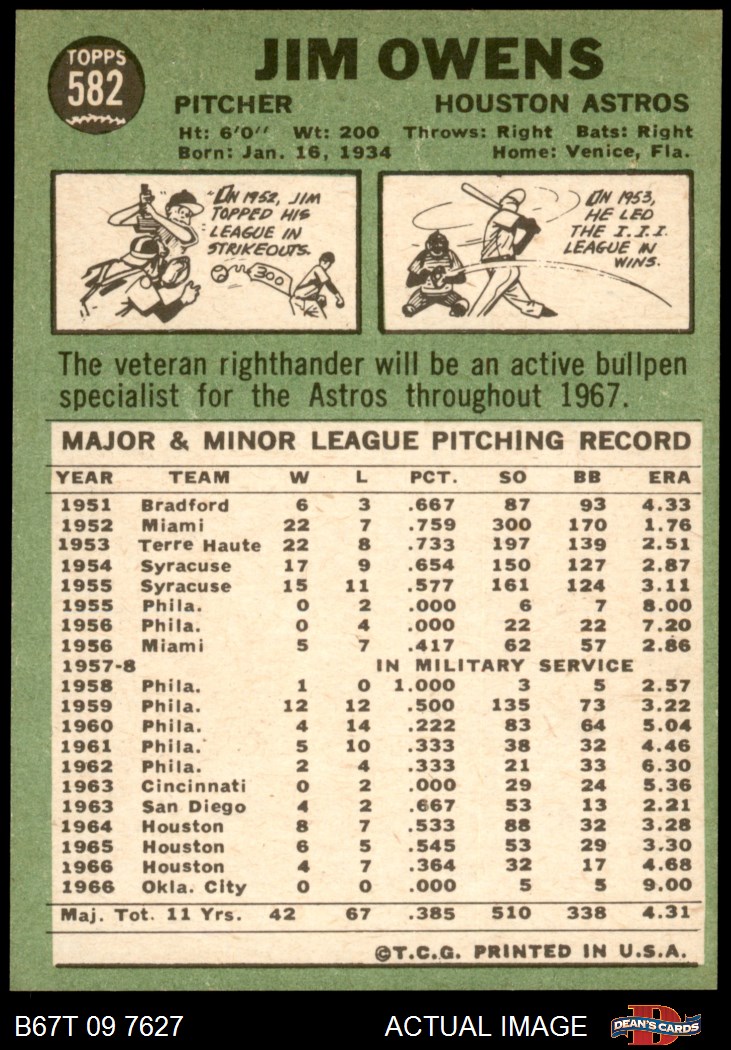 TOPPS
582
JIM OWENS
PITCHER HOUSTON ASTROS
Ht: 6'0" Wt: 200 Throws: Right Bats: Right
Born: Jan. 16, 1934 Home: Venice, Fla.
"IN 1952, JIM
TOPPED HIS
LEAGUE IN
STRIKEOUTS.
300
IN 1953,
HE LED
THE I.I.I.
LEAGUE IN
WINS.
The veteran righthander will be an active bullpen
specialist for the Astros throughout 1967.
MAJOR & MINOR LEAGUE PITCHING RECORD
YEAR TEAM W L PCT. SO BB ERA
1951 Bradford 6 3 .667 87 93 4.33
1952 Miami 22 7 .759 300 170 1.76
1953 Terre Haute 22 8 .733 197 139 2.51
1954 Syracuse 17 9 .654 150 127 2.87
1955 Syracuse 15 11 .577 161 124 3.11
1955 Phila. 0 2 .000 6 7 8.00
1956 Phila. 0 4 .000 22 22 7.20
1956 Miami 5 7 .417 62 57 2.86
1957-8 IN MILITARY SERVICE
1958 Phila. 1 0 1.000 3 5 2.57
1959 Phila. 12 12 .500 135 73 3.22
1960 Phila. 4 14 .222 83 64 5.04
1961 Phila. 5 10 .333 38 32 4.46
1962 Phila. 2 4 .333 21 33 6.30
1963 Cincinnati 0 2 .000 29 24 5.36
1963 San Diego 4 2 .667 53 13 2.21
1964 Houston 8 7 .533 88 32 3.28
1965 Houston 6 5 .545 53 29 3.30
1966 Houston 4 7 .364 32 17 4.68
1966 Okla. City 0 0 .000 5 5 9.00
Maj. Tot. 11 Yrs. 42 67 .385 510 338 4.31
©T.C.G. PRINTED IN U.S.A.
B67T 09 7627 ACTUAL IMAGE DEAN'S CARDS